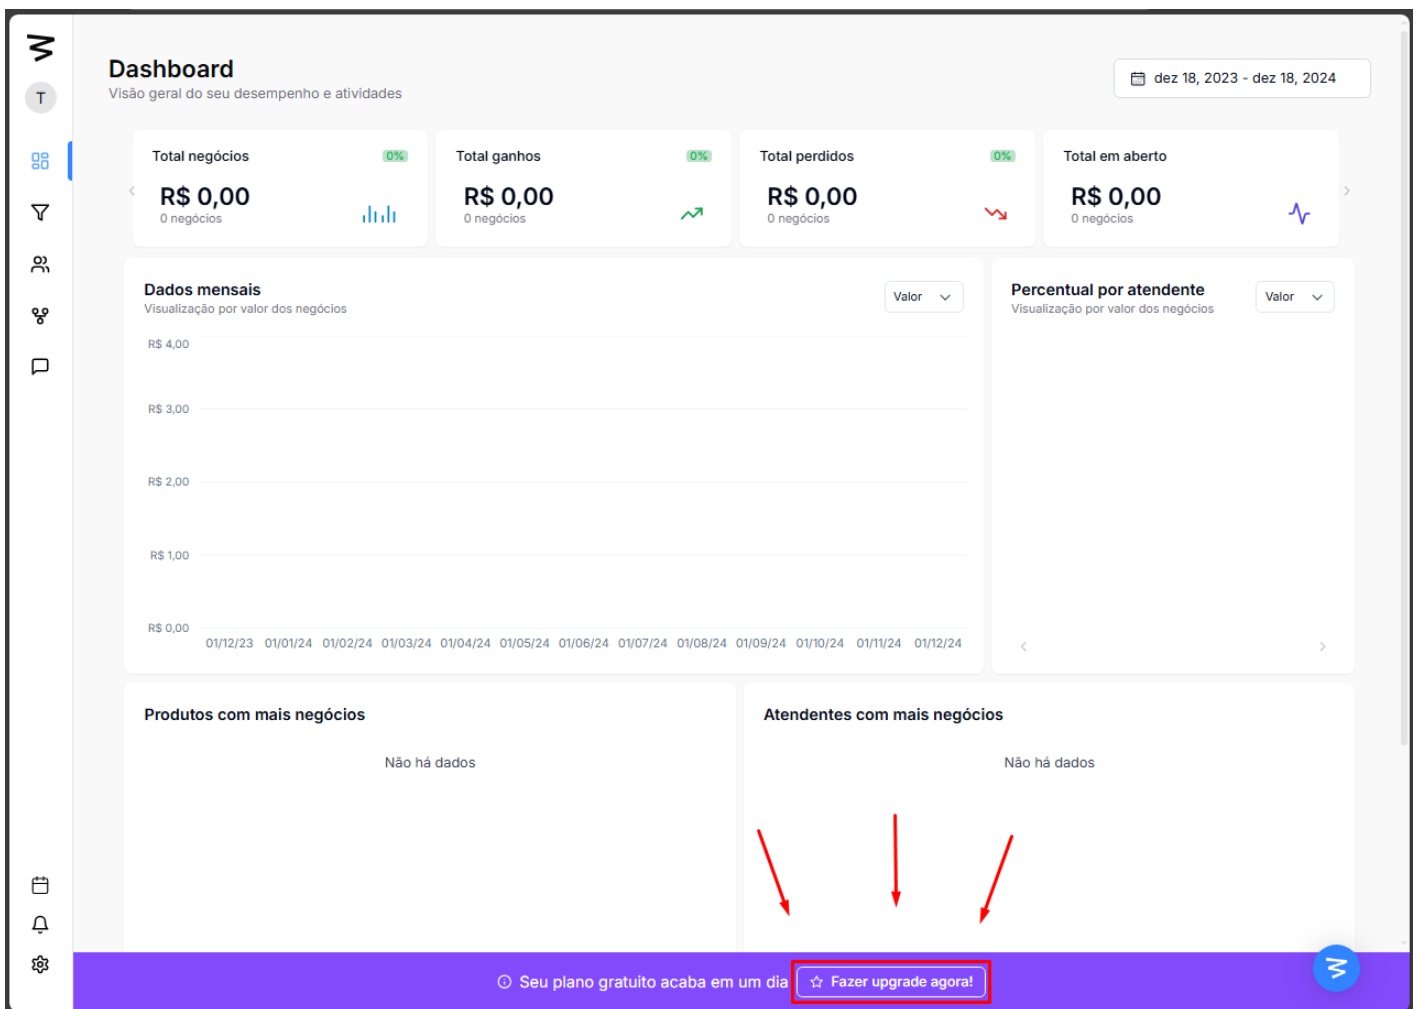 T
Dashboard
Visão geral do seu desempenho e atividades
dez 18, 2023 - dez 18, 2024
Total negócios 0%
R$ 0,00
0 negócios
Total ganhos 0%
R$ 0,00
0 negócios
Total perdidos 0%
R$ 0,00
0 negócios
Total em aberto
R$ 0,00
0 negócios
Dados mensais
Visualização por valor dos negócios
Valor
R$ 4,00
R$ 3,00
R$ 2,00
R$ 1,00
R$ 0,00
01/12/23 01/01/24 01/02/24 01/03/24 01/04/24 01/05/24 01/06/24 01/07/24 01/08/24 01/09/24 01/10/24 01/11/24 01/12/24
Percentual por atendente
Visualização por valor dos negócios
Valor
Produtos com mais negócios
Não há dados
Atendentes com mais negócios
Não há dados
Seu plano gratuito acaba em um dia Fazer upgrade agora!